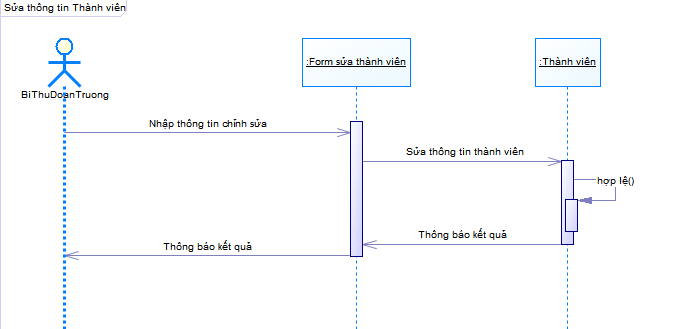 Sửa thông tin Thành viên
:Form sửa thành viên
:Thành viên
BiThuDoanTruong
Nhập thông tin chỉnh sửa
Sửa thông tin thành viên
hợp lệ()
Thông báo kết quả
Thông báo kết quả